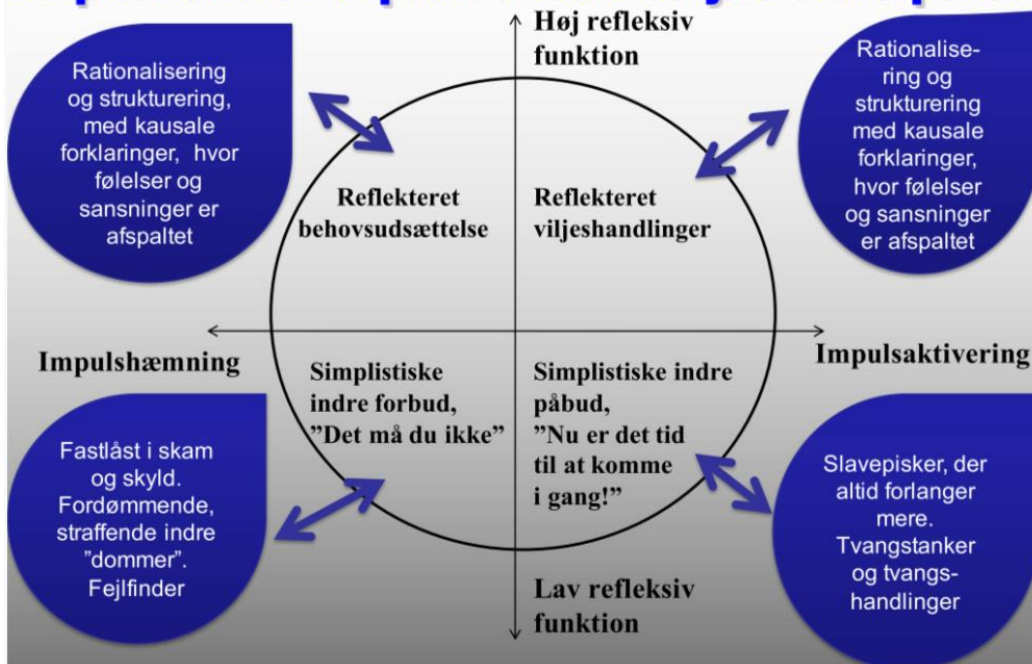 Høj refleksiv
funktion
Rationalisering
og strukturering,
med kausale
forklaringer, hvor
følelser og
sansninger er
afspaltet
Rationalise-
ring og
strukturering
med kausale
forklaringer,
hvor følelser
og sansninger
er afspaltet
Reflekteret
behovsudsættelse
Reflekteret
viljeshandlinger
Impulshæmning
Impulsaktivering
Simplistiske
indre forbud,
”Det må du ikke”
Simplistiske indre
påbud,
”Nu er det tid
til at komme
i gang!”
Fastlåst i skam
og skyld.
Fordømmende,
straffende indre
”dommer”.
Fejlfinder
Slavepisker, der
altid forlanger
mere.
Tvangstanker
og tvangs-
handlinger
Lav refleksiv
funktion